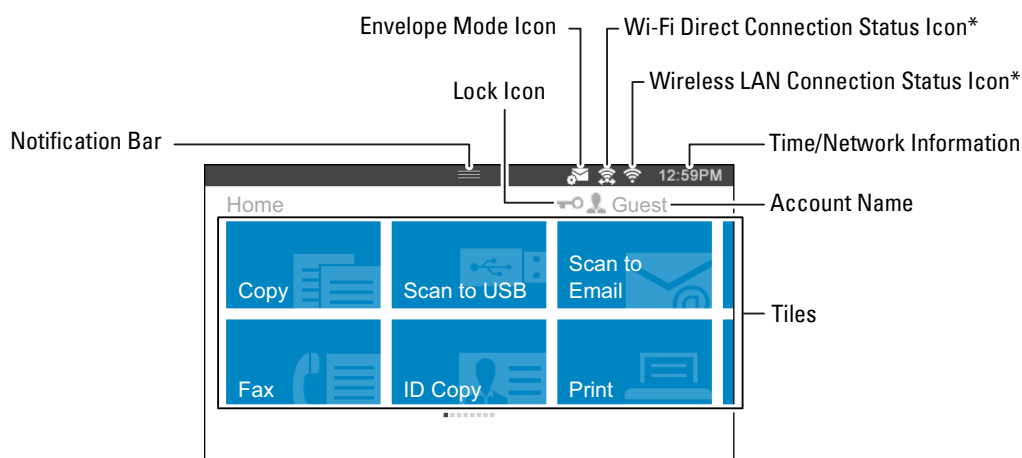 Envelope Mode Icon
Wi-Fi Direct Connection Status Icon*
Lock Icon
Wireless LAN Connection Status Icon*
Notification Bar
Time/Network Information
12:59PM
Home
Guest
Account Name
Copy
Scan to USB
Scan to
Email
Tiles
Fax
ID Copy
Print